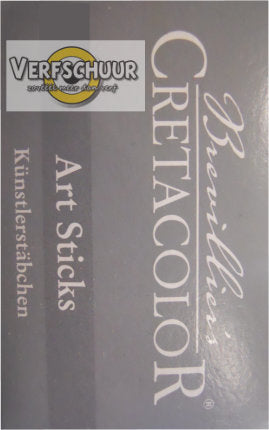 VERFSCHUUR
zoveel meer dan verf
Brevillier's
CRETACOLOR®
Art Sticks
Künstlerstäbchen